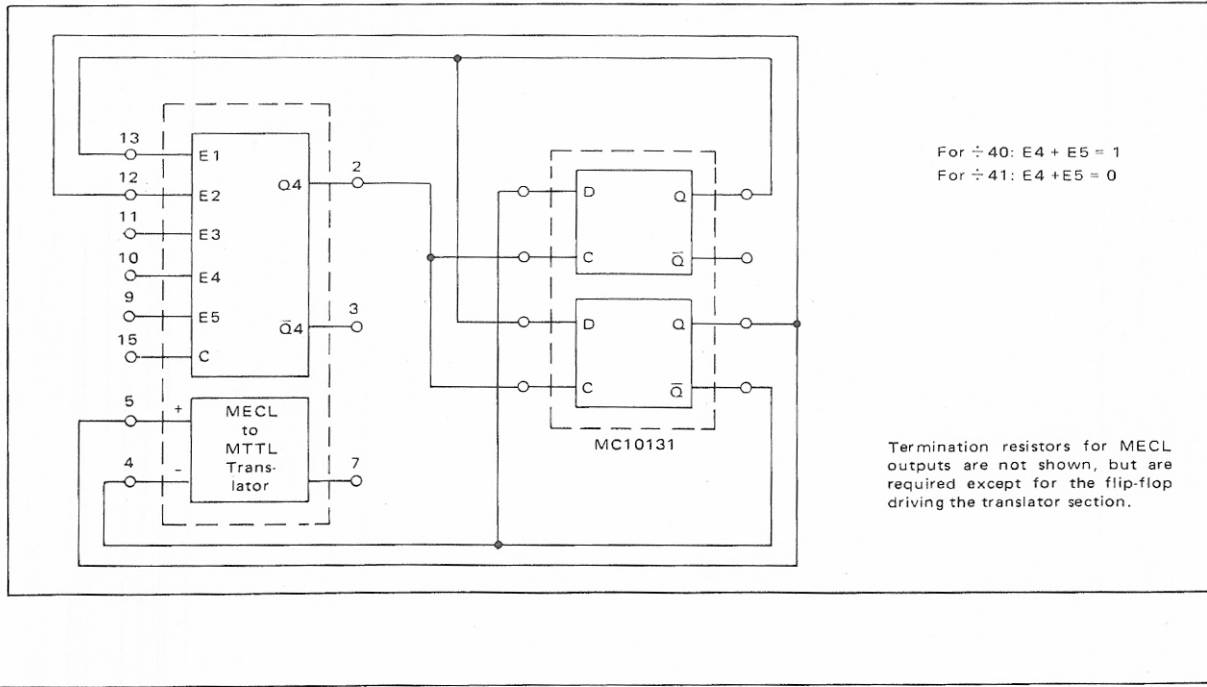 13
E1
12
E2
11
E3
10
E4
9
E5
15
C
Q4
2
Q̅4
3
5
+
4
−
MECL
to
MTTL
Trans-
lator
7
D
Q
C
Q̅
D
Q
C
Q̅
MC10131
For ÷40: E4 + E5 = 1
For ÷41: E4 +E5 = 0
Termination resistors for MECL
outputs are not shown, but are
required except for the flip-flop
driving the translator section.